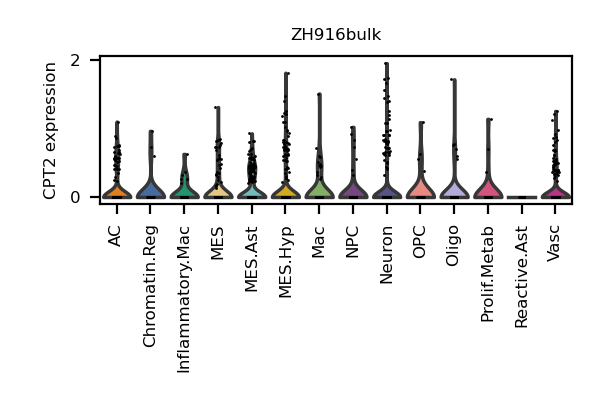 ZH916bulk
CPT2 expression
2
0
AC
Chromatin.Reg
Inflammatory.Mac
MES
MES.Ast
MES.Hyp
Mac
NPC
Neuron
OPC
Oligo
Prolif.Metab
Reactive.Ast
Vasc